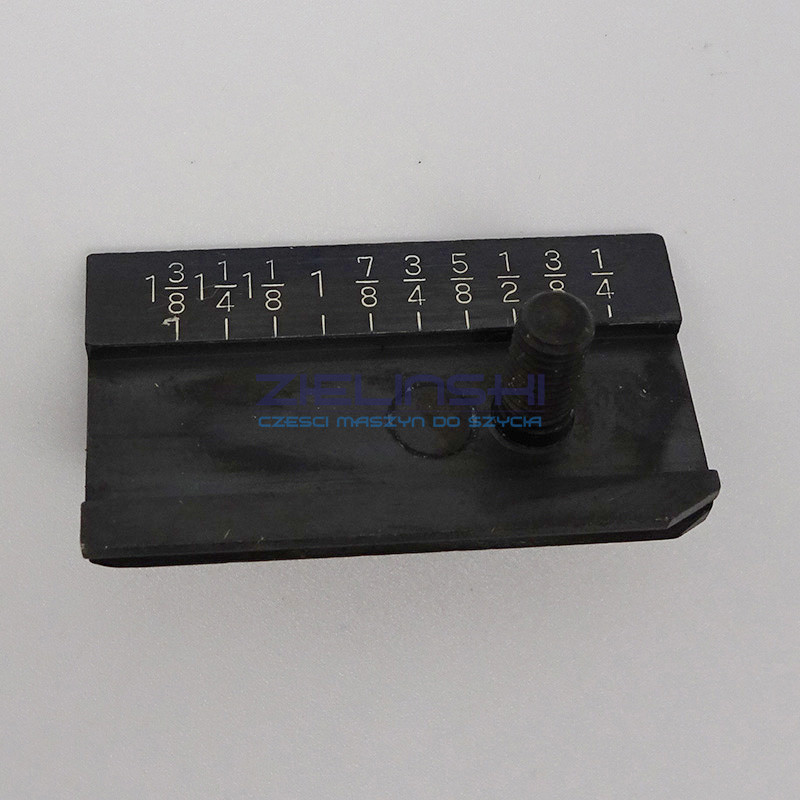 1 3/8 1 1/4 1 1/8 1 7/8 3/4 5/8 1/2 3/8 1/4
ZIELINSKI
CZESCI MASZYN DO SZYCIA